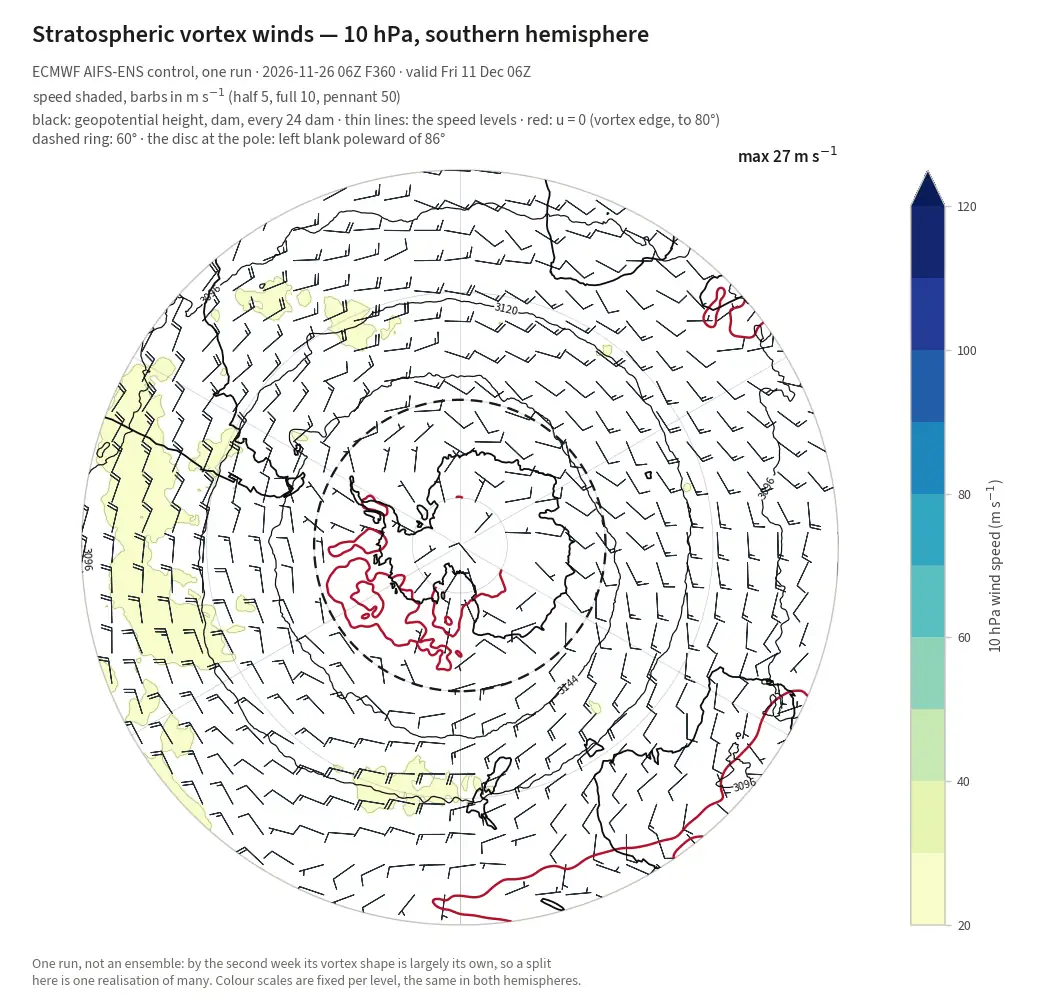 Stratospheric vortex winds — 10 hPa, southern hemisphere
ECMWF AIFS-ENS control, one run · 2026-11-26 06Z F360 · valid Fri 11 Dec 06Z
speed shaded, barbs in m s⁻¹ (half 5, full 10, pennant 50)
black: geopotential height, dam, every 24 dam · thin lines: the speed levels · red: u = 0 (vortex edge, to 80°)
dashed ring: 60° · the disc at the pole: left blank poleward of 86°
max 27 m s⁻¹
120
100
80
60
40
20
10 hPa wind speed (m s⁻¹)
3096
3120
3096
3096
3144
3096
One run, not an ensemble: by the second week its vortex shape is largely its own, so a split
here is one realisation of many. Colour scales are fixed per level, the same in both hemispheres.